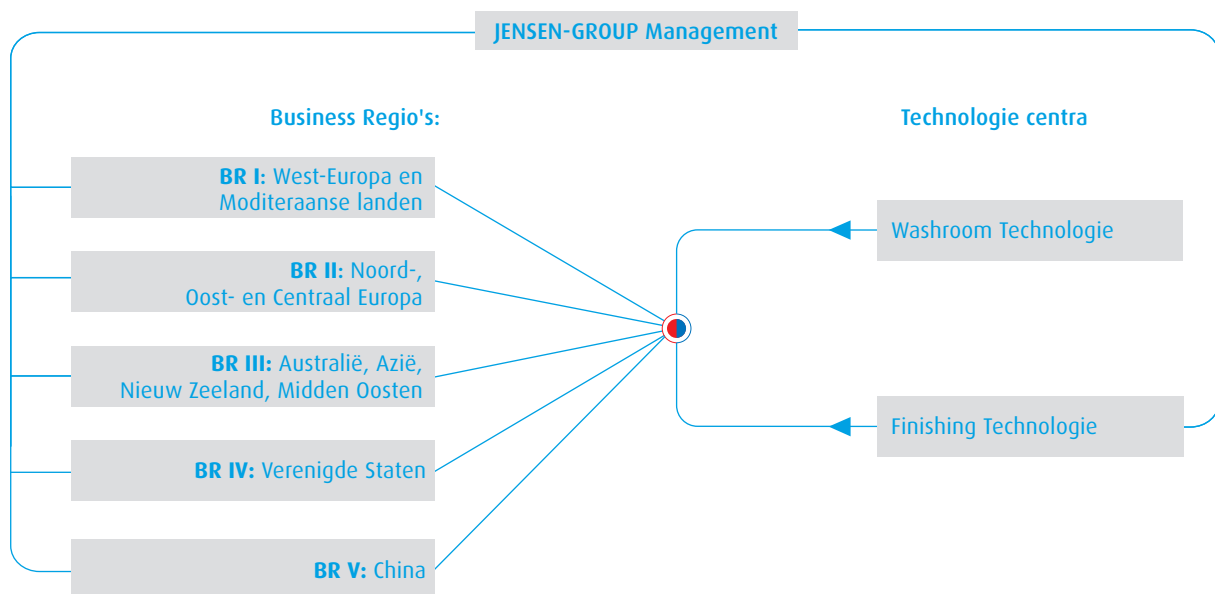 JENSEN-GROUP Management
Business Regio's:
BR I: West-Europa en
Moditeraanse landen
BR II: Noord-,
Oost- en Centraal Europa
BR III: Australië, Azië,
Nieuw Zeeland, Midden Oosten
BR IV: Verenigde Staten
BR V: China
Technologie centra
Washroom Technologie
Finishing Technologie